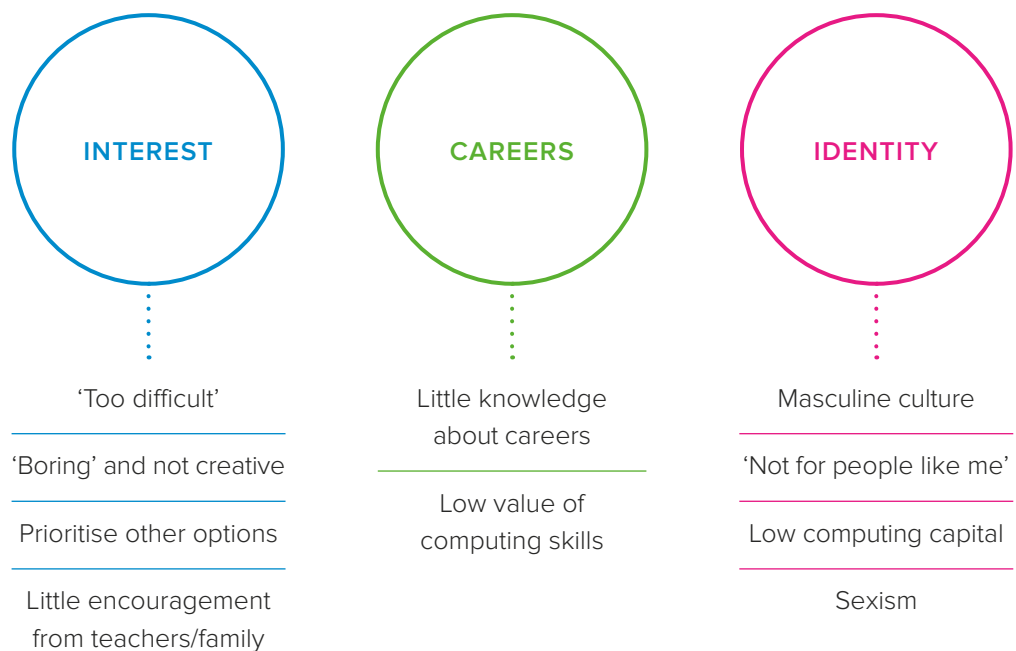 INTEREST
‘Too difficult’
‘Boring’ and not creative
Prioritise other options
Little encouragement
from teachers/family
CAREERS
Little knowledge
about careers
Low value of
computing skills
IDENTITY
Masculine culture
‘Not for people like me’
Low computing capital
Sexism